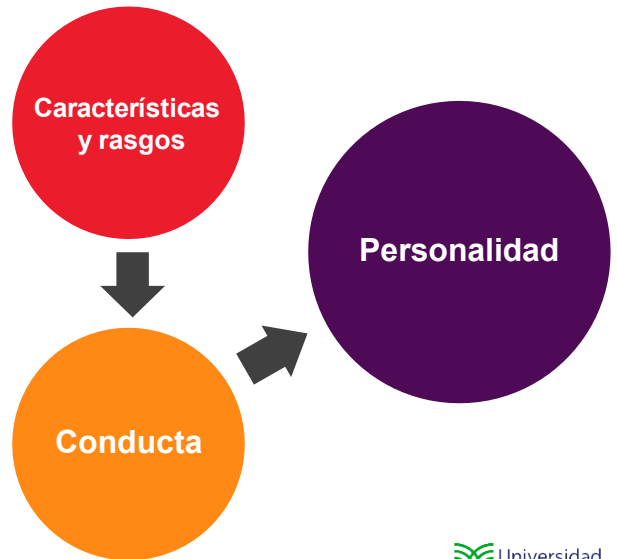 Características
y rasgos
Personalidad
Conducta
Universidad